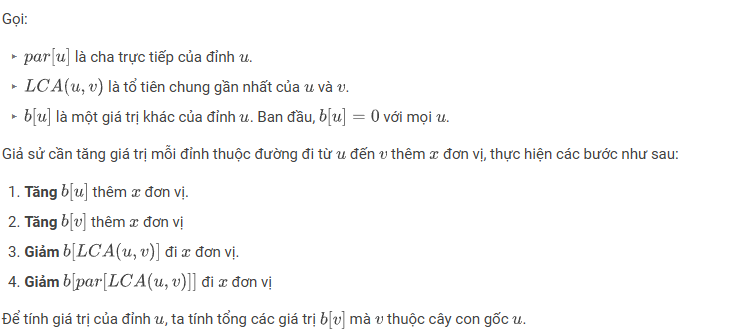 Gọi:
‣ par[u] là cha trực tiếp của đỉnh u.
‣ LCA(u, v) là tổ tiên chung gần nhất của u và v.
‣ b[u] là một giá trị khác của đỉnh u. Ban đầu, b[u] = 0 với mọi u.
Giả sử cần tăng giá trị mỗi đỉnh thuộc đường đi từ u đến v thêm x đơn vị, thực hiện các bước như sau:
1. Tăng b[u] thêm x đơn vị.
2. Tăng b[v] thêm x đơn vị
3. Giảm b[LCA(u, v)] đi x đơn vị.
4. Giảm b[par[LCA(u, v)]] đi x đơn vị
Để tính giá trị của đỉnh u, ta tính tổng các giá trị b[v] mà v thuộc cây con gốc u.